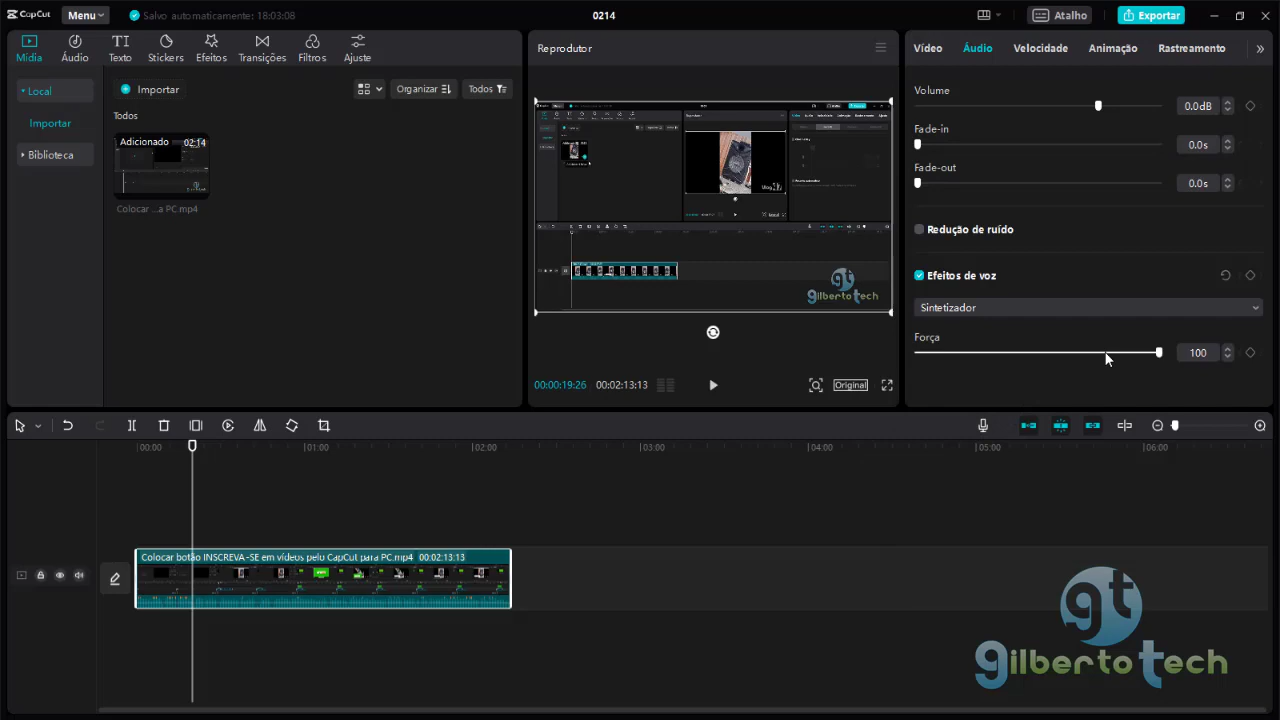 CapCut
Menu
Salvo automaticamente: 18:03:08
0214
Atalho
Exportar
Mídia
Áudio
Texto
Stickers
Efeitos
Transições
Filtros
Ajuste
Local
Importar
Biblioteca
Importar
Organizar
Todos
Todos
Adicionado
02:14
Colocar ...a PC.mp4
Reprodutor
gilbertotech
00:00:19:26
00:02:13:13
Original
Vídeo
Áudio
Velocidade
Animação
Rastreamento
Volume
0.0dB
Fade-in
0.0s
Fade-out
0.0s
Redução de ruído
Efeitos de voz
Sintetizador
Força
100
00:00
01:00
02:00
03:00
04:00
05:00
06:00
Colocar botão INSCREVA-SE em vídeos pelo CapCut para PC.mp4 00:02:13:13
gt
gilbertotech